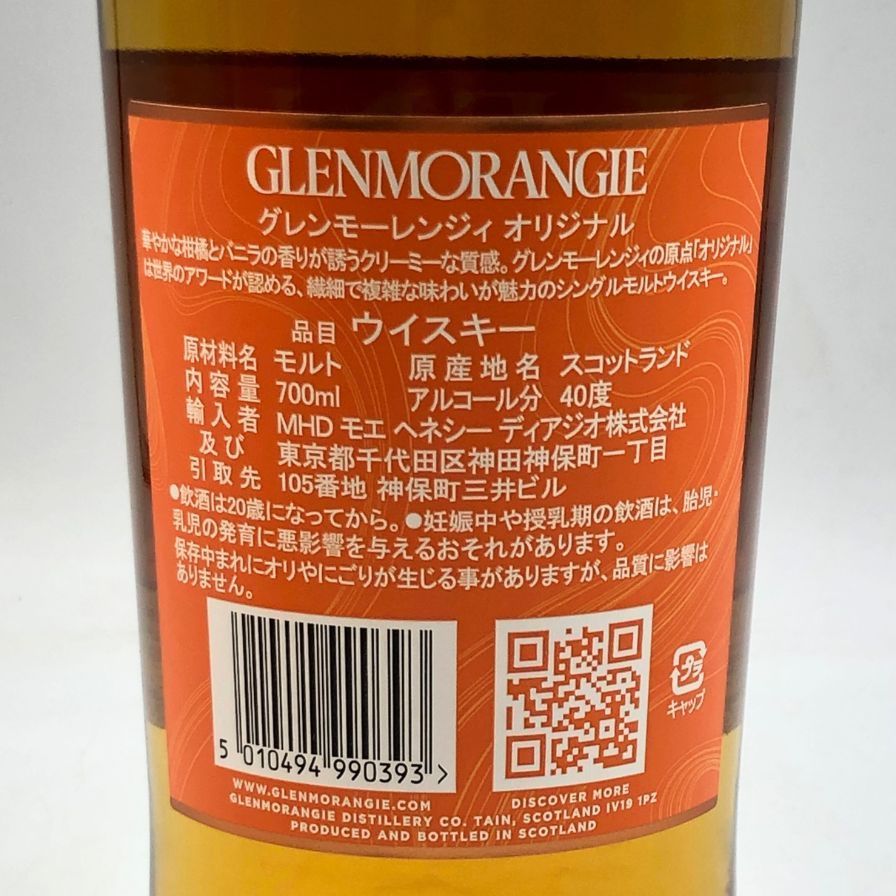 GLENMORANGIE
グレンモーレンジィ オリジナル
華やかな柑橘とバニラの香りが誘うクリーミーな質感。グレンモーレンジィの原点「オリジナル」
は世界のアワードが認める、繊細で複雑な味わいが魅力のシングルモルトウイスキー。
品目 ウイスキー
原材料名 モルト 原産地名 スコットランド
内容量 700ml アルコール分 40度
輸入者 MHD モエ ヘネシー ディアジオ株式会社
及び 東京都千代田区神田神保町一丁目
引取先 105番地 神保町三井ビル
●飲酒は20歳になってから。●妊娠中や授乳期の飲酒は、胎児・
乳児の発育に悪影響を与えるおそれがあります。
保存中まれにオリやにごりが生じる事がありますが、品質に影響は
ありません。
5 010494 990393 >
プラ
キャップ
WWW.GLENMORANGIE.COM DISCOVER MORE
GLENMORANGIE DISTILLERY CO. TAIN, SCOTLAND IV19 1PZ
PRODUCED AND BOTTLED IN SCOTLAND